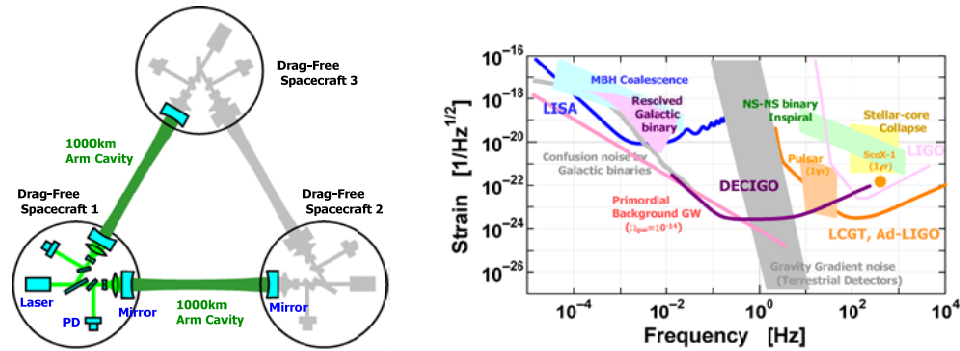 Drag-Free
Spacecraft 3
1000km
Arm Cavity
Drag-Free
Spacecraft 1
Drag-Free
Spacecraft 2
Laser
PD
Mirror
1000km
Arm Cavity
Mirror
Strain [1/Hz^1/2]
10^-16
10^-18
10^-20
10^-22
10^-24
10^-26
MBH Coalescence
LISA
Resolved
Galactic
binary
NS-NS binary
Inspiral
Stellar-core
Collapse
LIGO
ScoX-1
(1yr)
Pulsar
(1yr)
Confusion noise by
Galactic binaries
DECIGO
Primordial
Background GW
(Ωgw=10^-14)
LCGT, Ad-LIGO
Gravity Gradient noise
(Terrestrial Detectors)
10^-4
10^-2
10^0
10^2
10^4
Frequency [Hz]